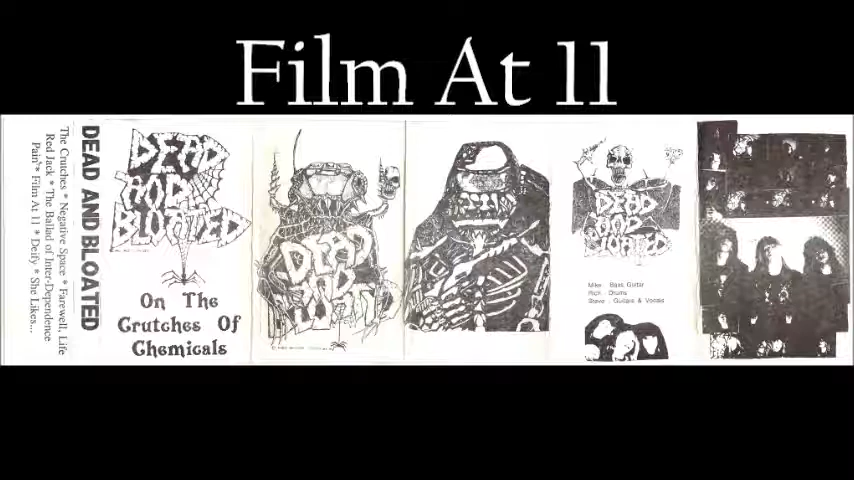 Film At 11
The Crutches * Negative Space * Farewell, Life
Red Jack * The Ballad of Inter-Dependence
Pain * Film At 11 * Deify * She Likes...
DEAD AND BLOATED
DEAD
AND
BLOATED
On The
Crutches Of
Chemicals
DEAD
AND
BLOATED
DEAD
AND
BLOATED
Mike : Bass Guitar
Rich : Drums
Steve : Guitars & Vocals